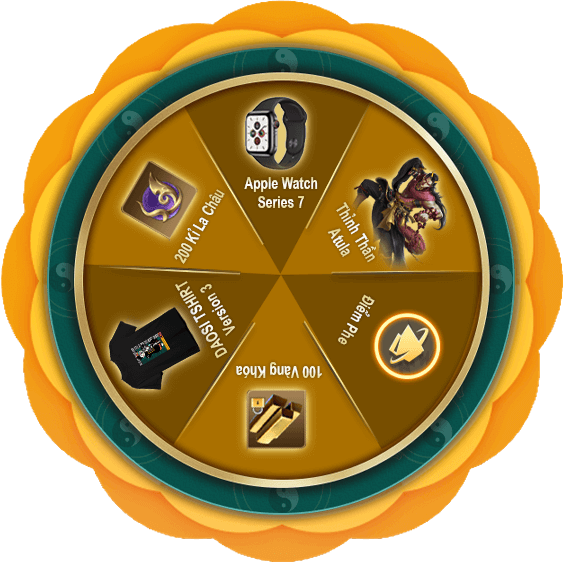 Apple Watch
Series 7
Thỉnh Thần
Atula
Điểm Phe
100 Vàng Khóa
DAOSI TSHIRT
Version 3
200 Kỉ La Châu